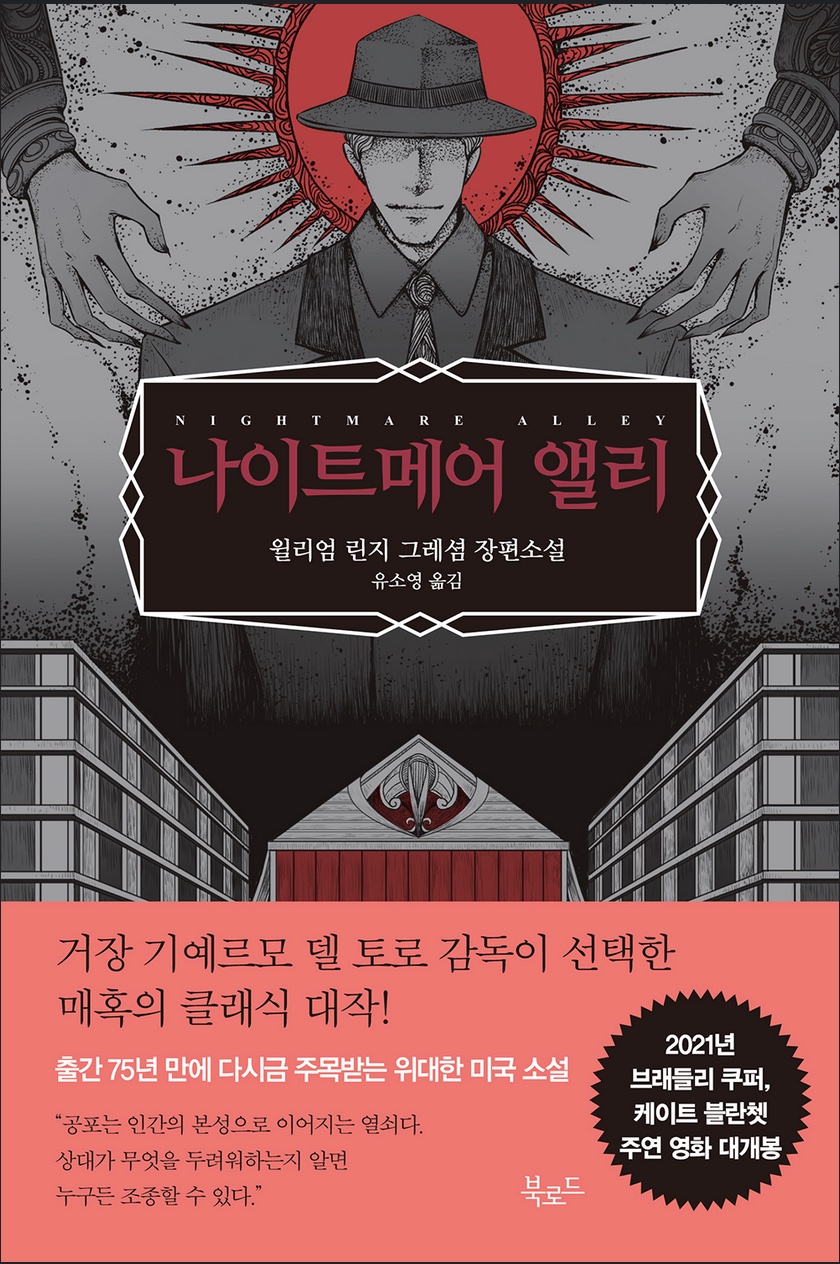 NIGHTMARE ALLEY
나이트메어 앨리
윌리엄 린지 그레셤 장편소설
유소영 옮김
거장 기예르모 델 토로 감독이 선택한
매혹의 클래식 대작!
출간 75년 만에 다시금 주목받는 위대한 미국 소설
“공포는 인간의 본성으로 이어지는 열쇠다.
상대가 무엇을 두려워하는지 알면
누구든 조종할 수 있다.”
북로드
2021년
브래들리 쿠퍼,
케이트 블란쳇
주연 영화 대개봉